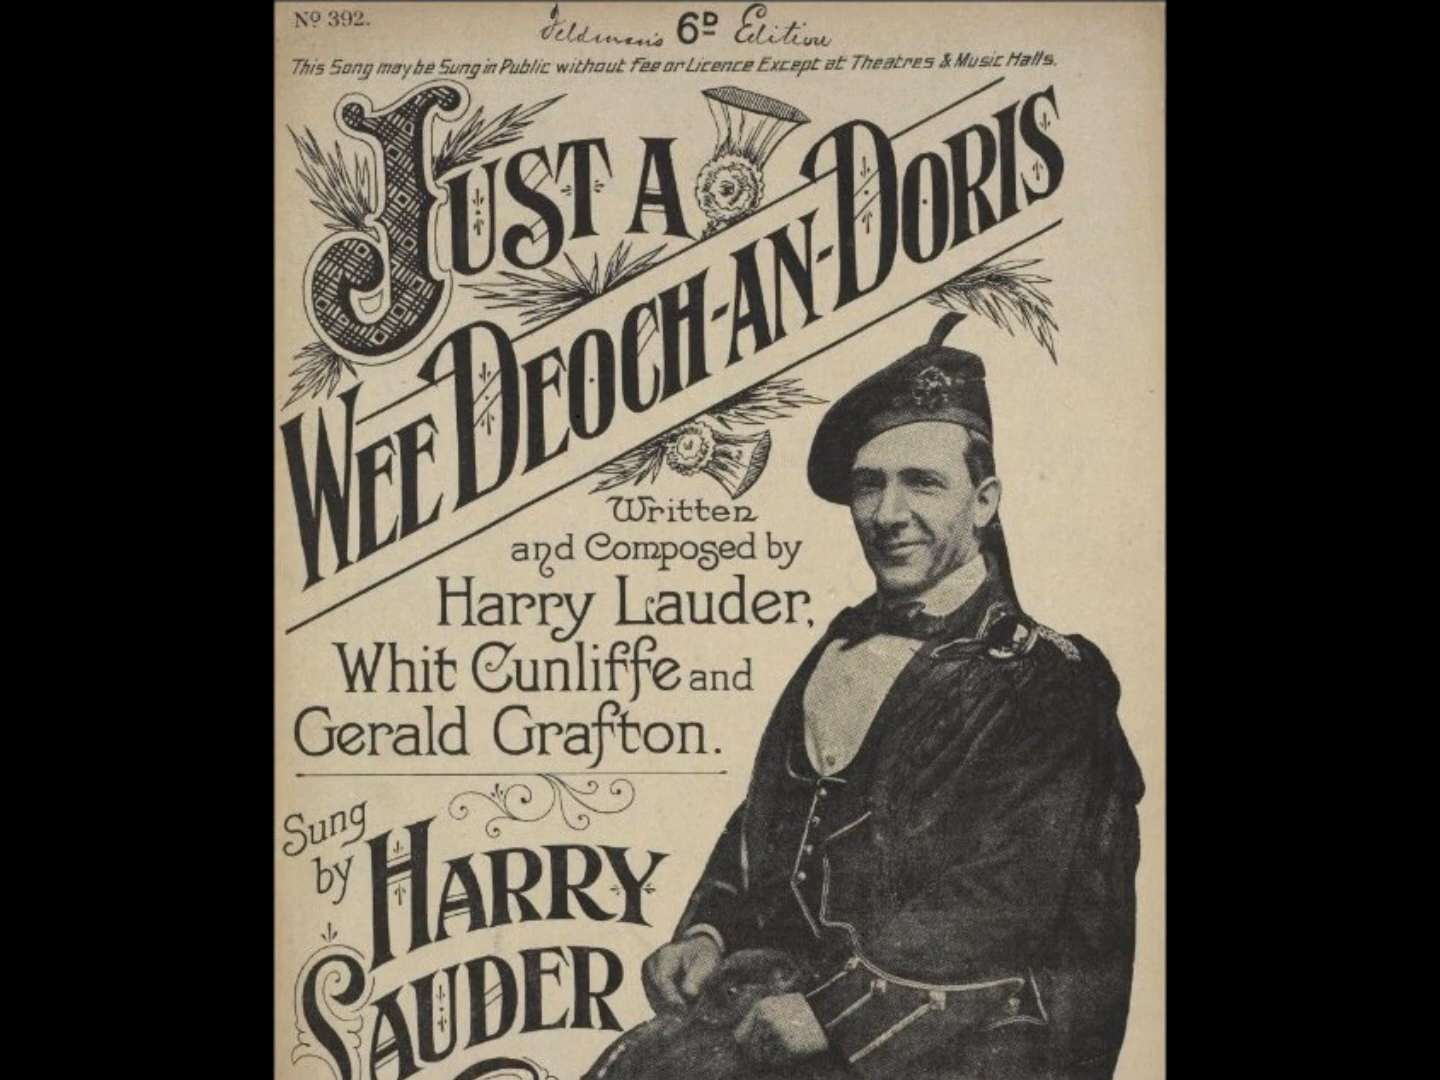 No 392.
Feldman's 6D Edition
This Song may be Sung in Public without Fee or Licence Except at Theatres & Music Halls.
JUST A
WEE DEOCH-AN-DORIS
Written
and Composed by
Harry Lauder,
Whit Cunliffe and
Gerald Grafton.
Sung
by HARRY
LAUDER